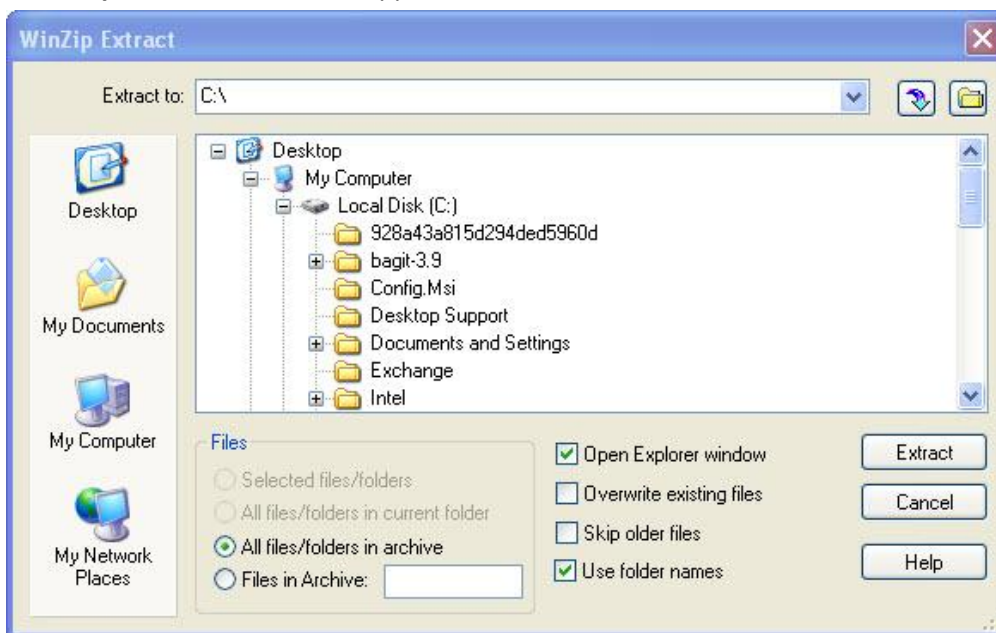 WinZip Extract
Extract to: C:\
Desktop
My Documents
My Computer
My Network
Places
Desktop
My Computer
Local Disk (C:)
928a43a815d294ded5960d
bagit-3.9
Config.Msi
Desktop Support
Documents and Settings
Exchange
Intel
Files
Selected files/folders
All files/folders in current folder
All files/folders in archive
Files in Archive:
Open Explorer window
Overwrite existing files
Skip older files
Use folder names
Extract
Cancel
Help